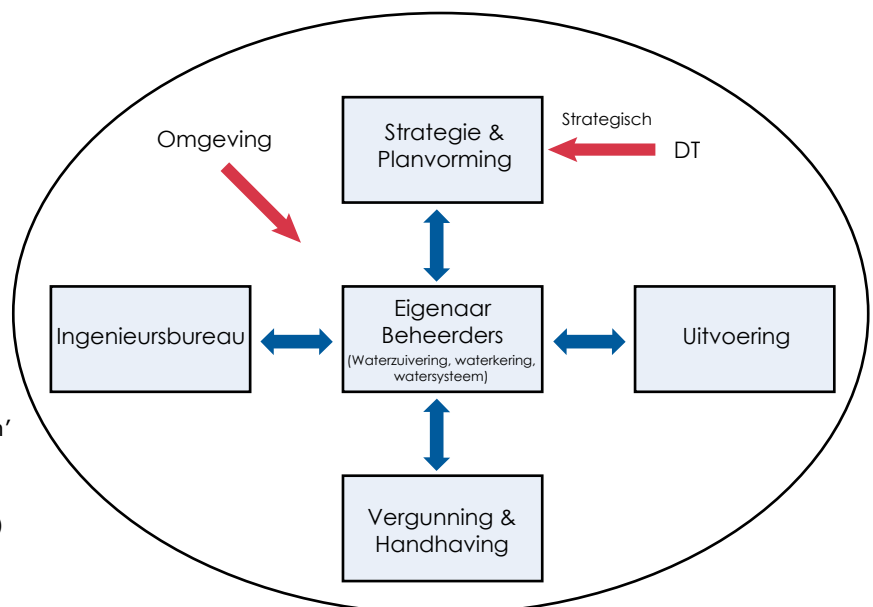 Strategisch
Strategie &
Planvorming
DT
Omgeving
Ingenieursbureau
Eigenaar
Beheerders
(Waterzuivering, waterkering,
watersysteem)
Uitvoering
n’
)
Vergunning &
Handhaving